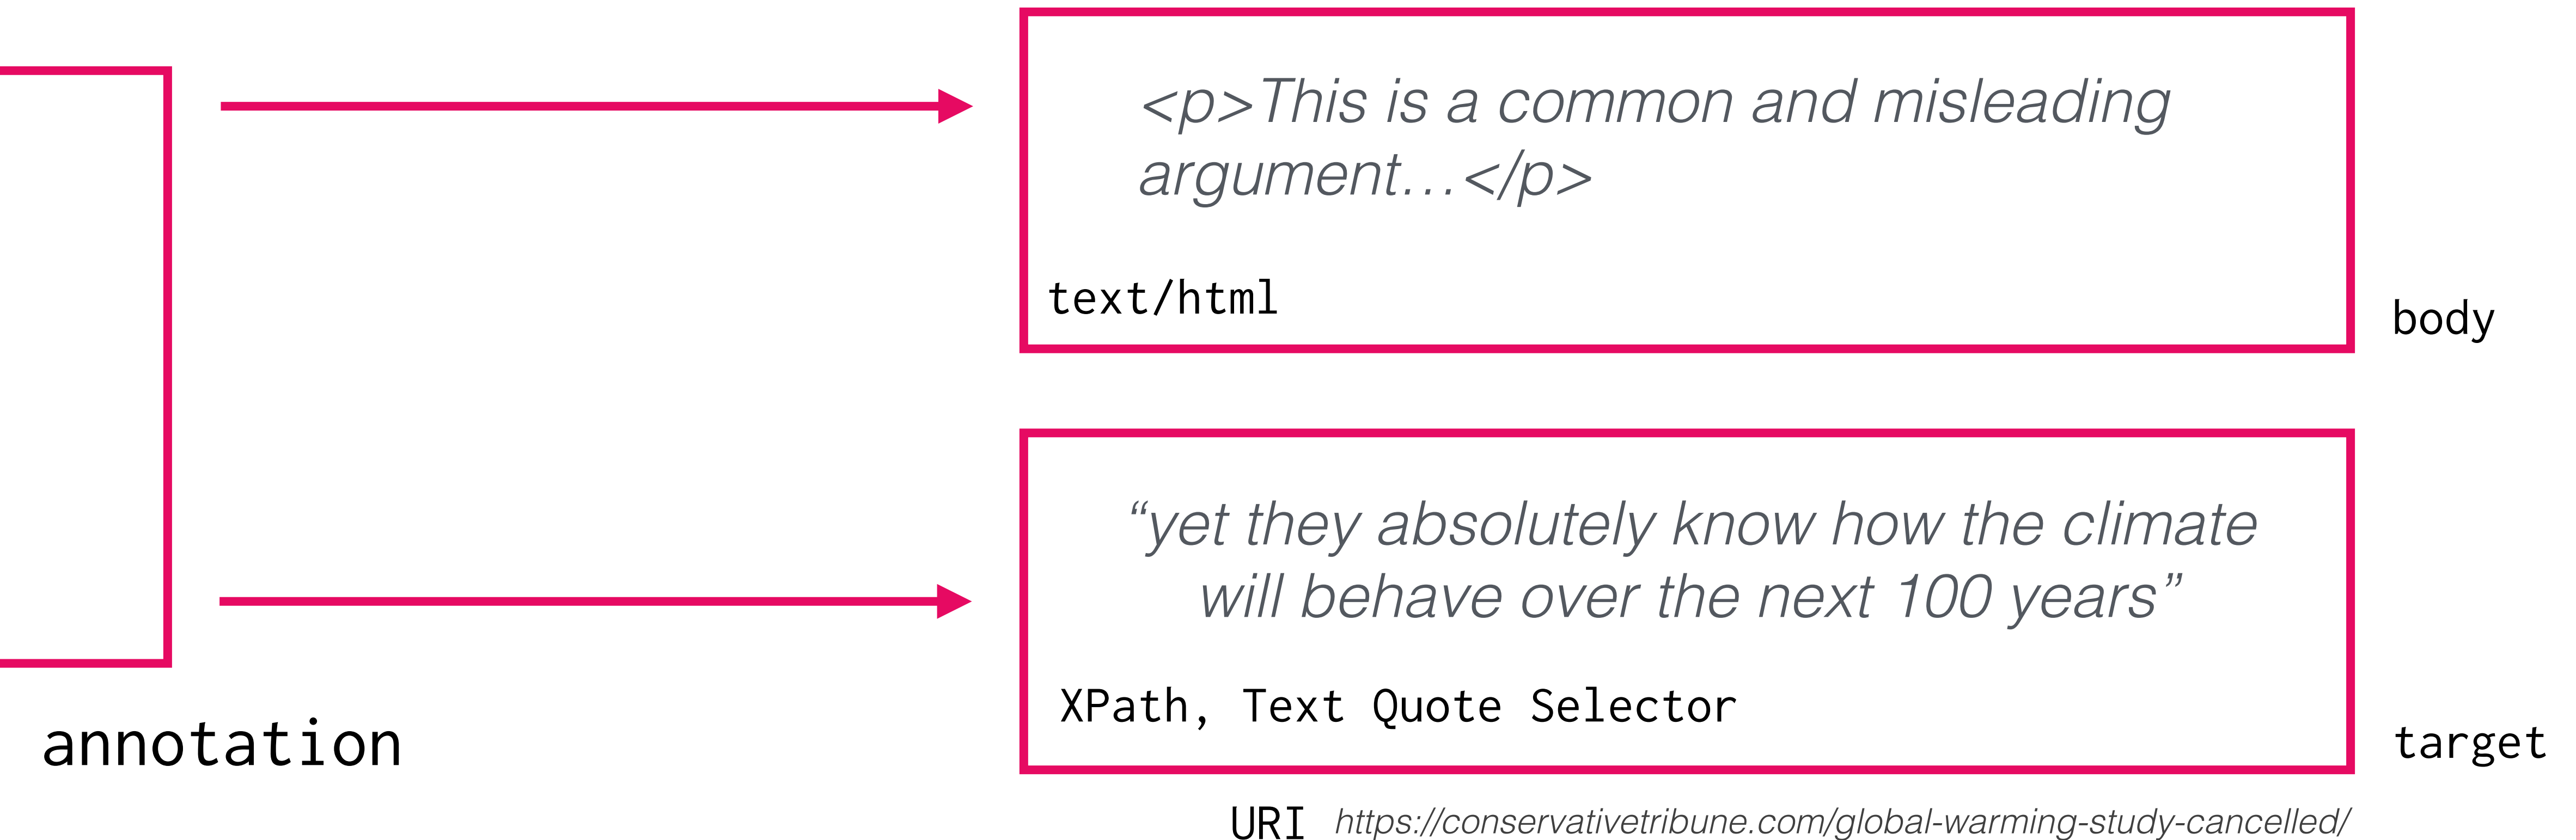 <p>This is a common and misleading
argument…</p>
text/html
body
“yet they absolutely know how the climate
will behave over the next 100 years”
XPath, Text Quote Selector
annotation
target
URI https://conservativetribune.com/global-warming-study-cancelled/